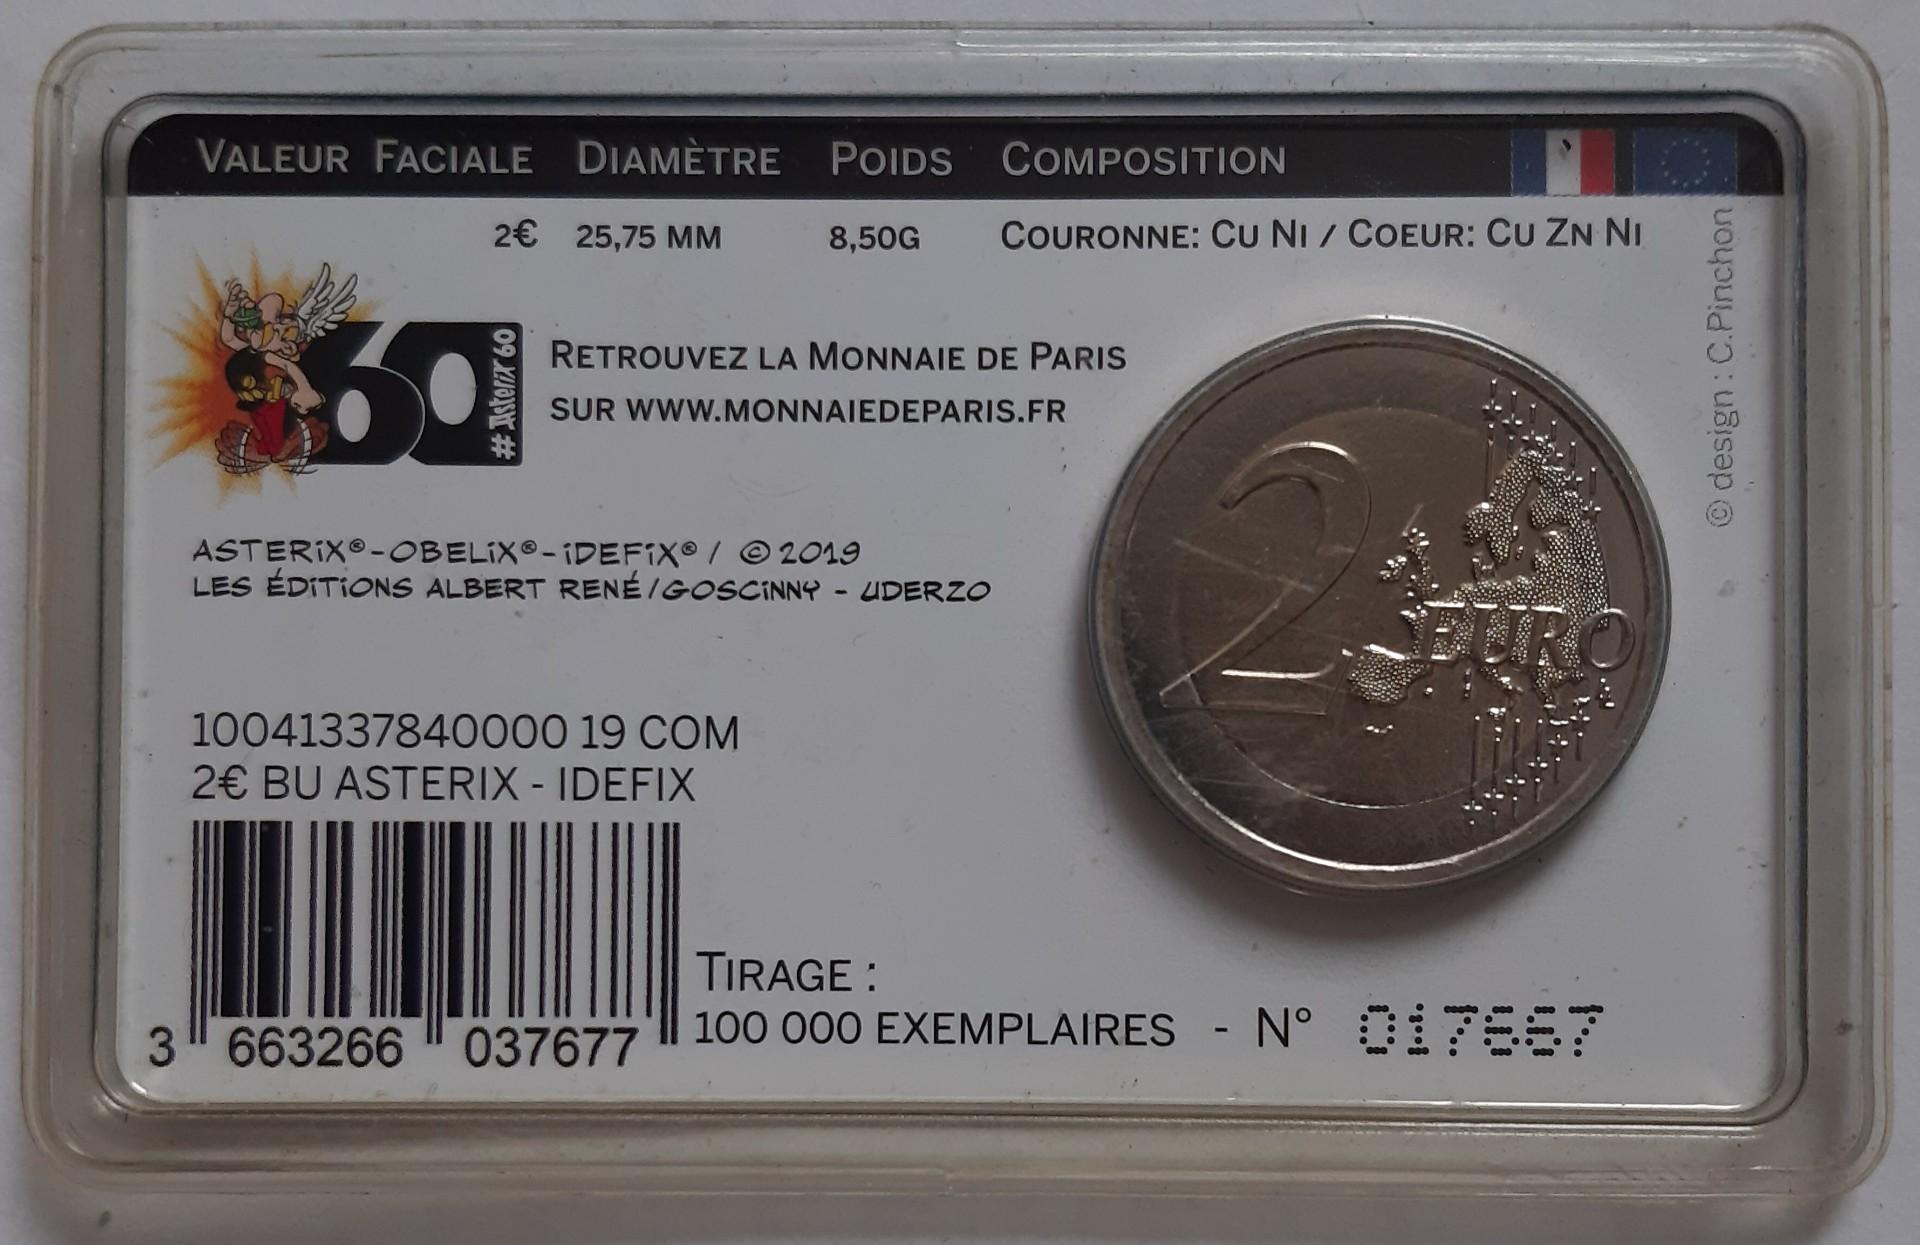 VALEUR FACIALE DIAMÈTRE POIDS COMPOSITION
2€ 25,75 MM 8,50G COURONNE: CU NI / COEUR: CU ZN NI
60
#Asterix60
RETROUVEZ LA MONNAIE DE PARIS
SUR WWW.MONNAIEDEPARIS.FR
© design : C.Pinchon
2 EURO
LL
ASTERiX®-OBELiX®-iDEFiX® / © 2019
LES ÉDiTiONS ALBERT RENÉ/GOSCiNNY - UDERZO
10041337840000 19 COM
2€ BU ASTERIX - IDEFIX
3 663266 037677
TIRAGE :
100 000 EXEMPLAIRES - N° 017667